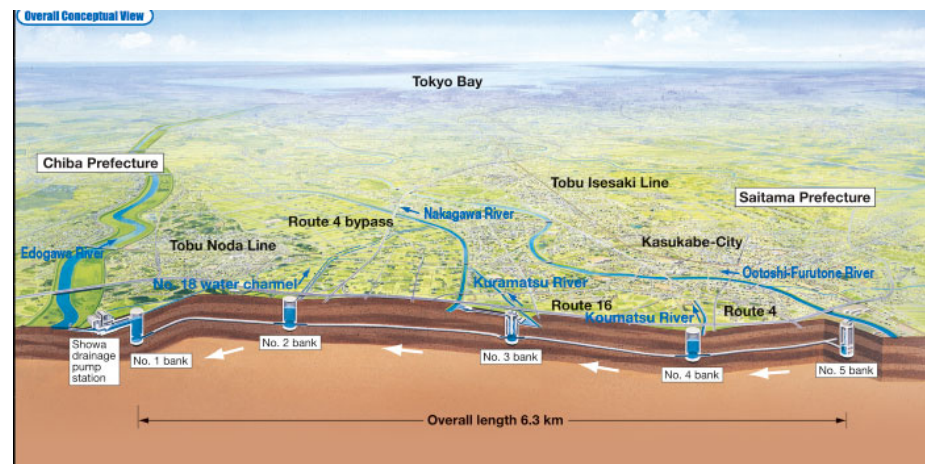 Overall Conceptual View
Tokyo Bay
Chiba Prefecture
Tobu Isesaki Line
Saitama Prefecture
Nakagawa River
Route 4 bypass
Kasukabe-City
Edogawa River
Tobu Noda Line
Ootoshi-Furutone River
No. 18 water channel
Kuramatsu River
Route 16
Koumatsu River
Route 4
Showa
drainage
pump
station
No. 1 bank
No. 2 bank
No. 3 bank
No. 4 bank
No. 5 bank
Overall length 6.3 km